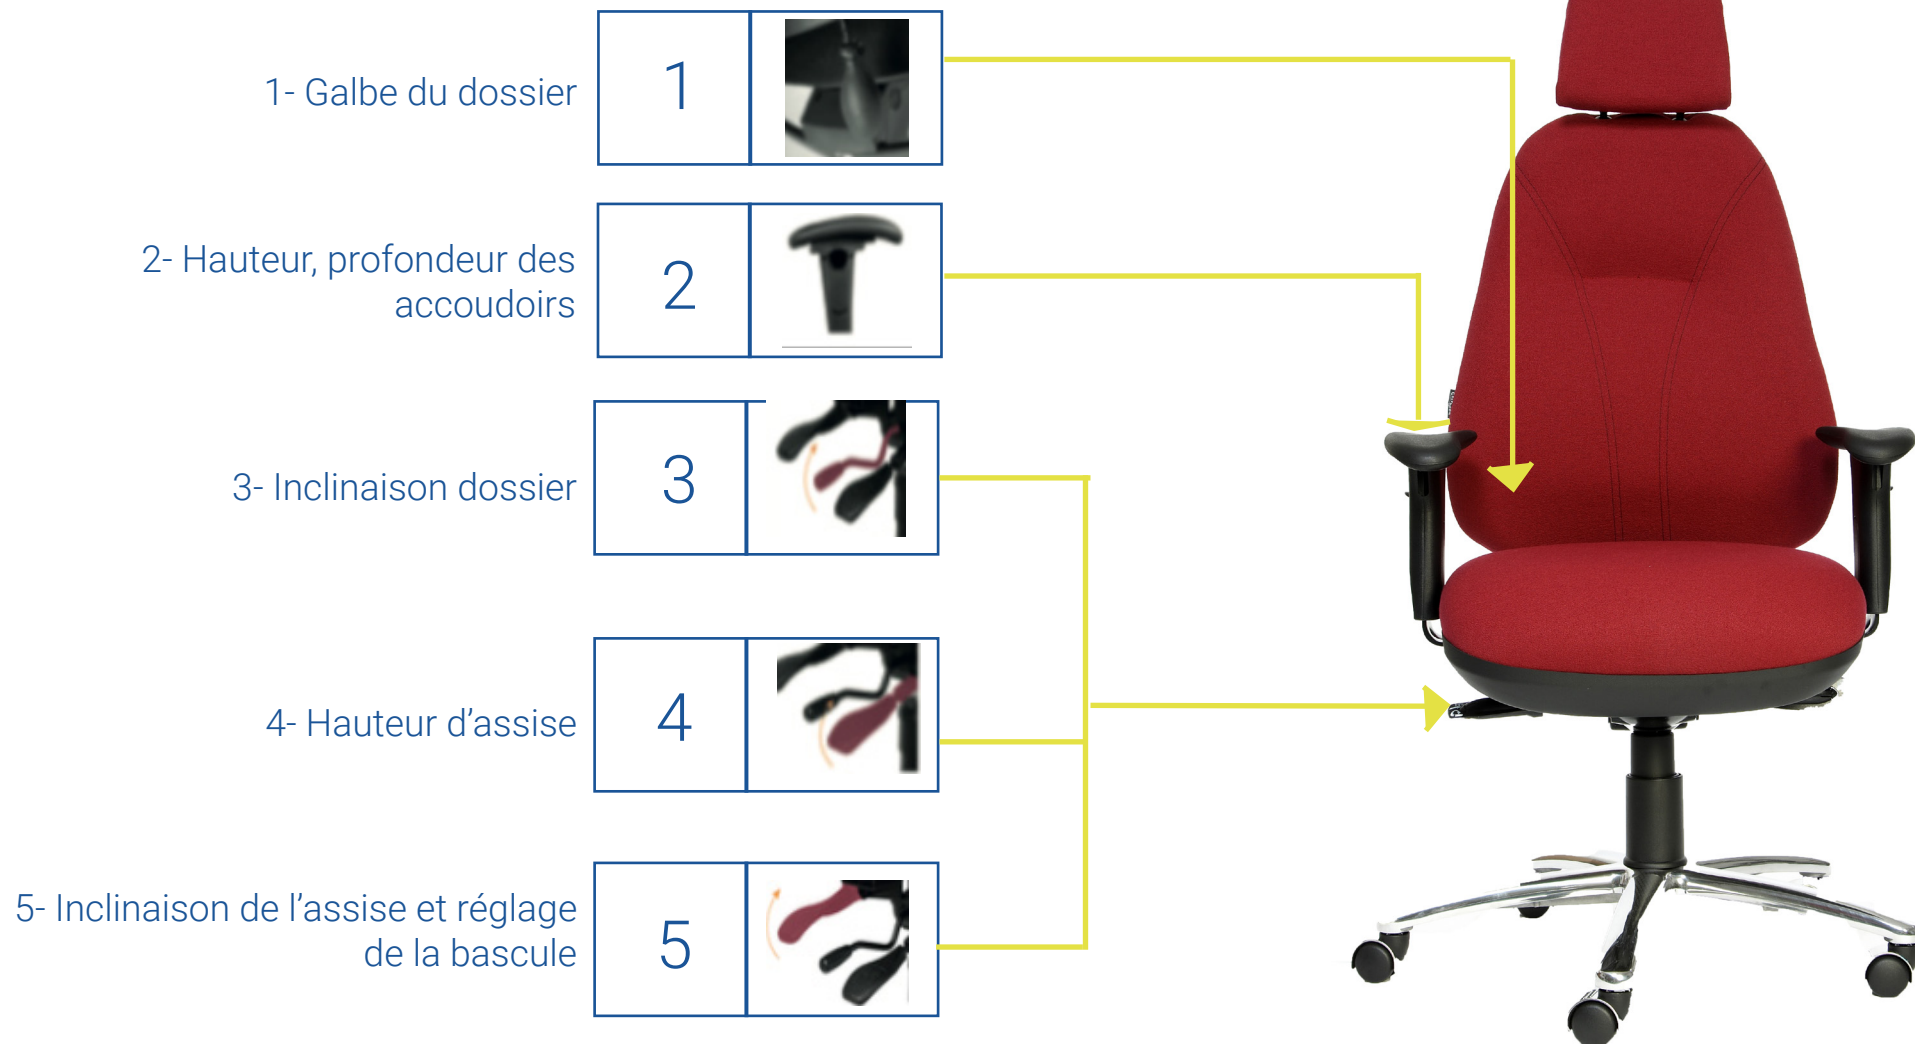 1- Galbe du dossier
1
2- Hauteur, profondeur des
accoudoirs
2
3- Inclinaison dossier
3
4- Hauteur d’assise
4
5- Inclinaison de l’assise et réglage
de la bascule
5